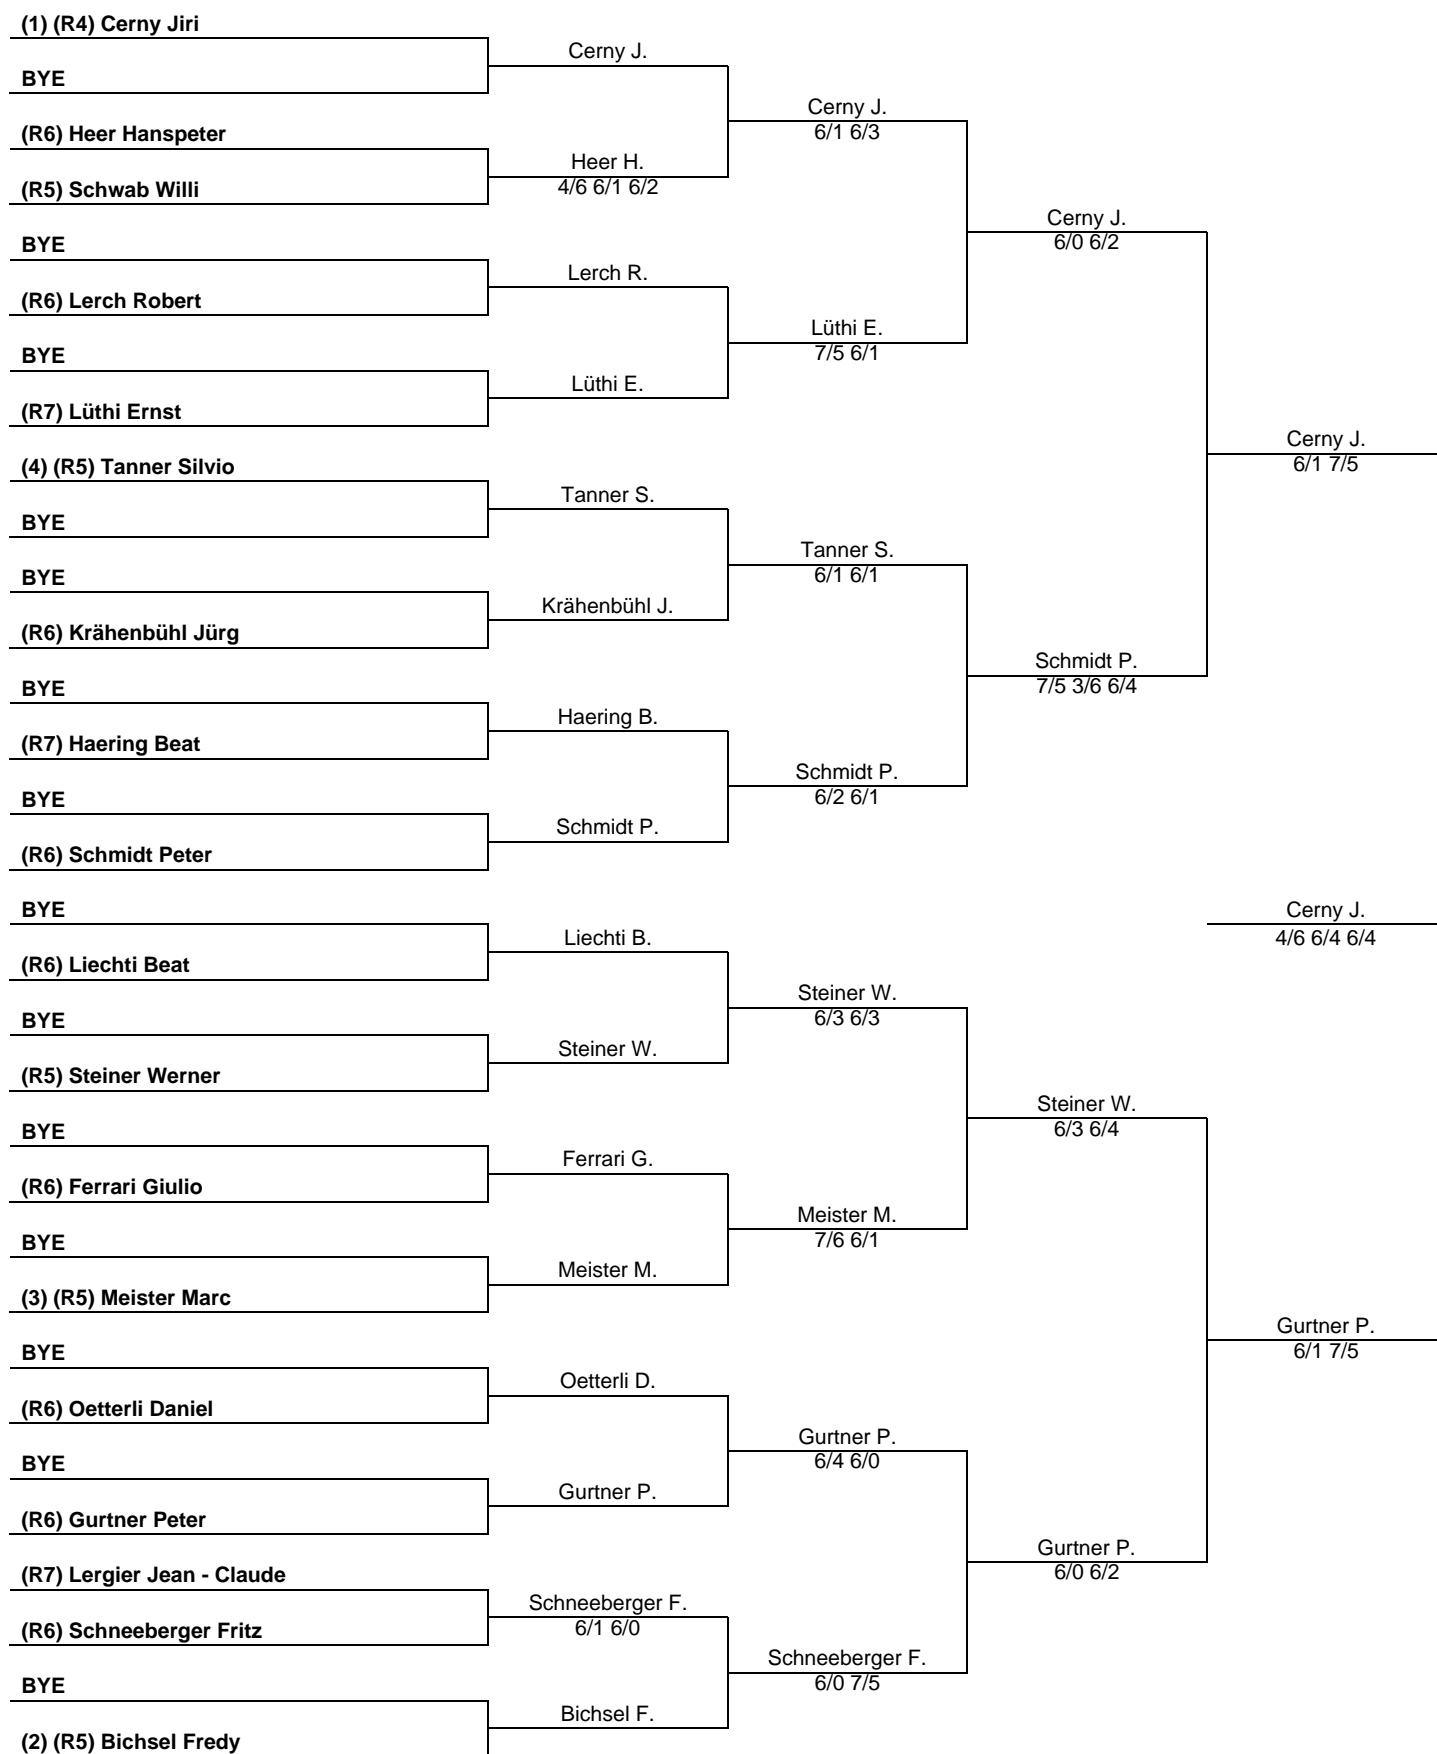 (1) (R4) Cerny Jiri
BYE
(R6) Heer Hanspeter
(R5) Schwab Willi
BYE
(R6) Lerch Robert
BYE
(R7) Lüthi Ernst
(4) (R5) Tanner Silvio
BYE
BYE
(R6) Krähenbühl Jürg
BYE
(R7) Haering Beat
BYE
(R6) Schmidt Peter
BYE
(R6) Liechti Beat
BYE
(R5) Steiner Werner
BYE
(R6) Ferrari Giulio
BYE
(3) (R5) Meister Marc
BYE
(R6) Oetterli Daniel
BYE
(R6) Gurtner Peter
(R7) Lergier Jean - Claude
(R6) Schneeberger Fritz
BYE
(2) (R5) Bichsel Fredy
Cerny J.
Heer H.
4/6 6/1 6/2
Lerch R.
Lüthi E.
Tanner S.
Krähenbühl J.
Haering B.
Schmidt P.
Liechti B.
Steiner W.
Ferrari G.
Meister M.
Oetterli D.
Gurtner P.
Schneeberger F.
6/1 6/0
Bichsel F.
Cerny J.
6/1 6/3
Lüthi E.
7/5 6/1
Tanner S.
6/1 6/1
Schmidt P.
6/2 6/1
Steiner W.
6/3 6/3
Meister M.
7/6 6/1
Gurtner P.
6/4 6/0
Schneeberger F.
6/0 7/5
Cerny J.
6/0 6/2
Schmidt P.
7/5 3/6 6/4
Steiner W.
6/3 6/4
Gurtner P.
6/0 6/2
Cerny J.
6/1 7/5
Cerny J.
4/6 6/4 6/4
Gurtner P.
6/1 7/5